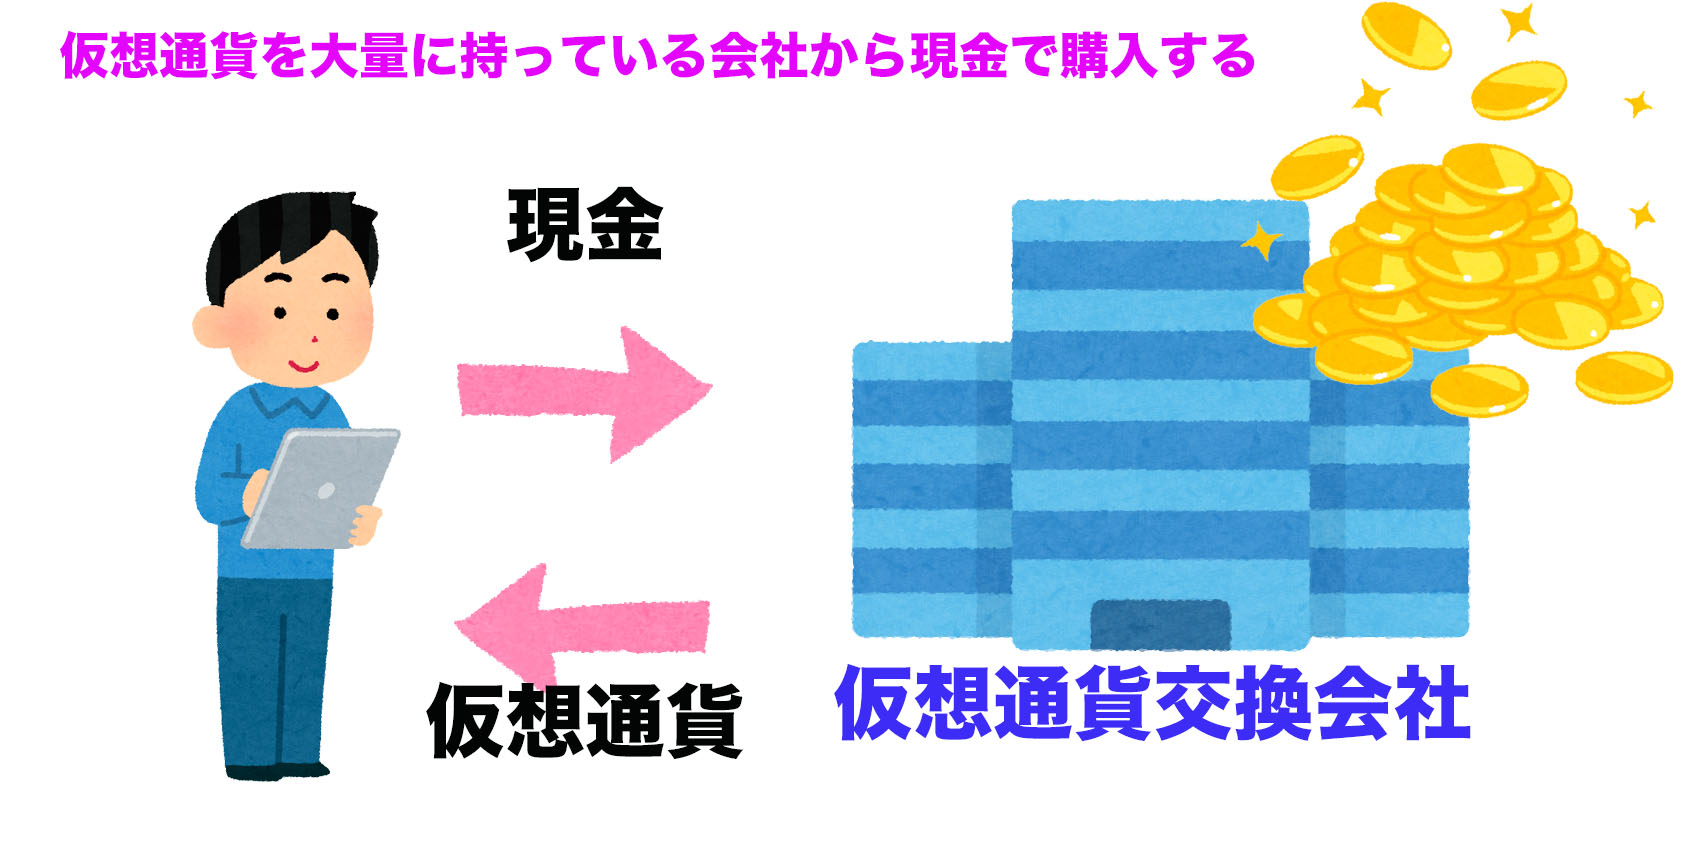 仮想通貨を大量に持っている会社から現金で購入する
現金
仮想通貨
仮想通貨交換会社